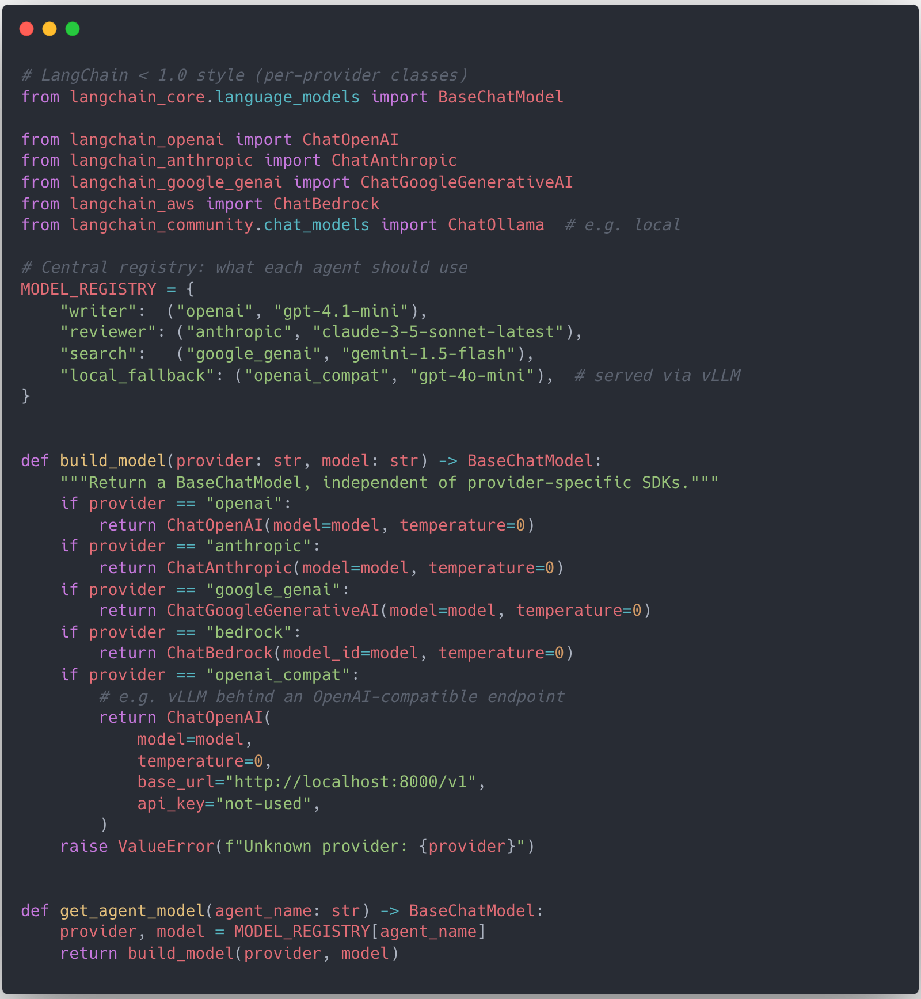 # LangChain < 1.0 style (per-provider classes)
from langchain_core.language_models import BaseChatModel

from langchain_openai import ChatOpenAI
from langchain_anthropic import ChatAnthropic
from langchain_google_genai import ChatGoogleGenerativeAI
from langchain_aws import ChatBedrock
from langchain_community.chat_models import ChatOllama  # e.g. local

# Central registry: what each agent should use
MODEL_REGISTRY = {
    "writer":  ("openai", "gpt-4.1-mini"),
    "reviewer": ("anthropic", "claude-3-5-sonnet-latest"),
    "search":   ("google_genai", "gemini-1.5-flash"),
    "local_fallback": ("openai_compat", "gpt-4o-mini"),  # served via vLLM
}


def build_model(provider: str, model: str) -> BaseChatModel:
    """Return a BaseChatModel, independent of provider-specific SDKs."""
    if provider == "openai":
        return ChatOpenAI(model=model, temperature=0)
    if provider == "anthropic":
        return ChatAnthropic(model=model, temperature=0)
    if provider == "google_genai":
        return ChatGoogleGenerativeAI(model=model, temperature=0)
    if provider == "bedrock":
        return ChatBedrock(model_id=model, temperature=0)
    if provider == "openai_compat":
        # e.g. vLLM behind an OpenAI-compatible endpoint
        return ChatOpenAI(
            model=model,
            temperature=0,
            base_url="http://localhost:8000/v1",
            api_key="not-used",
        )
    raise ValueError(f"Unknown provider: {provider}")


def get_agent_model(agent_name: str) -> BaseChatModel:
    provider, model = MODEL_REGISTRY[agent_name]
    return build_model(provider, model)